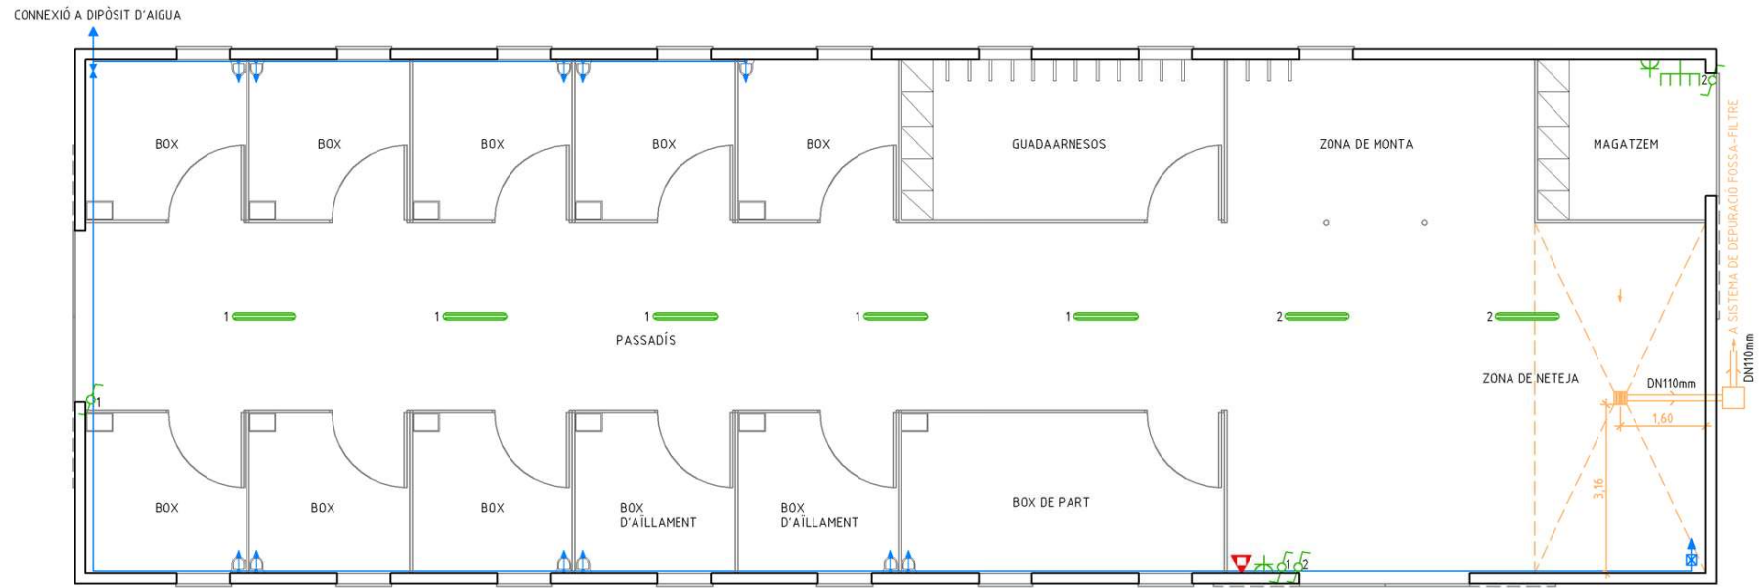 CONNEXIÓ A DIPÒSIT D'AIGUA
2
BOX
BOX
BOX
BOX
BOX
GUADAARNESOS
ZONA DE MONTA
MAGATZEM
A SISTEMA DE DEPURACIÓ FOSSA-FILTRE
1
1
1
1
1
2
2
PASSADÍS
DN110mm
ZONA DE NETEJA
DN110mm
1
1,60
3,16
BOX
BOX
BOX
BOX
D'AÏLLAMENT
BOX
D'AÏLLAMENT
BOX DE PART
1
2